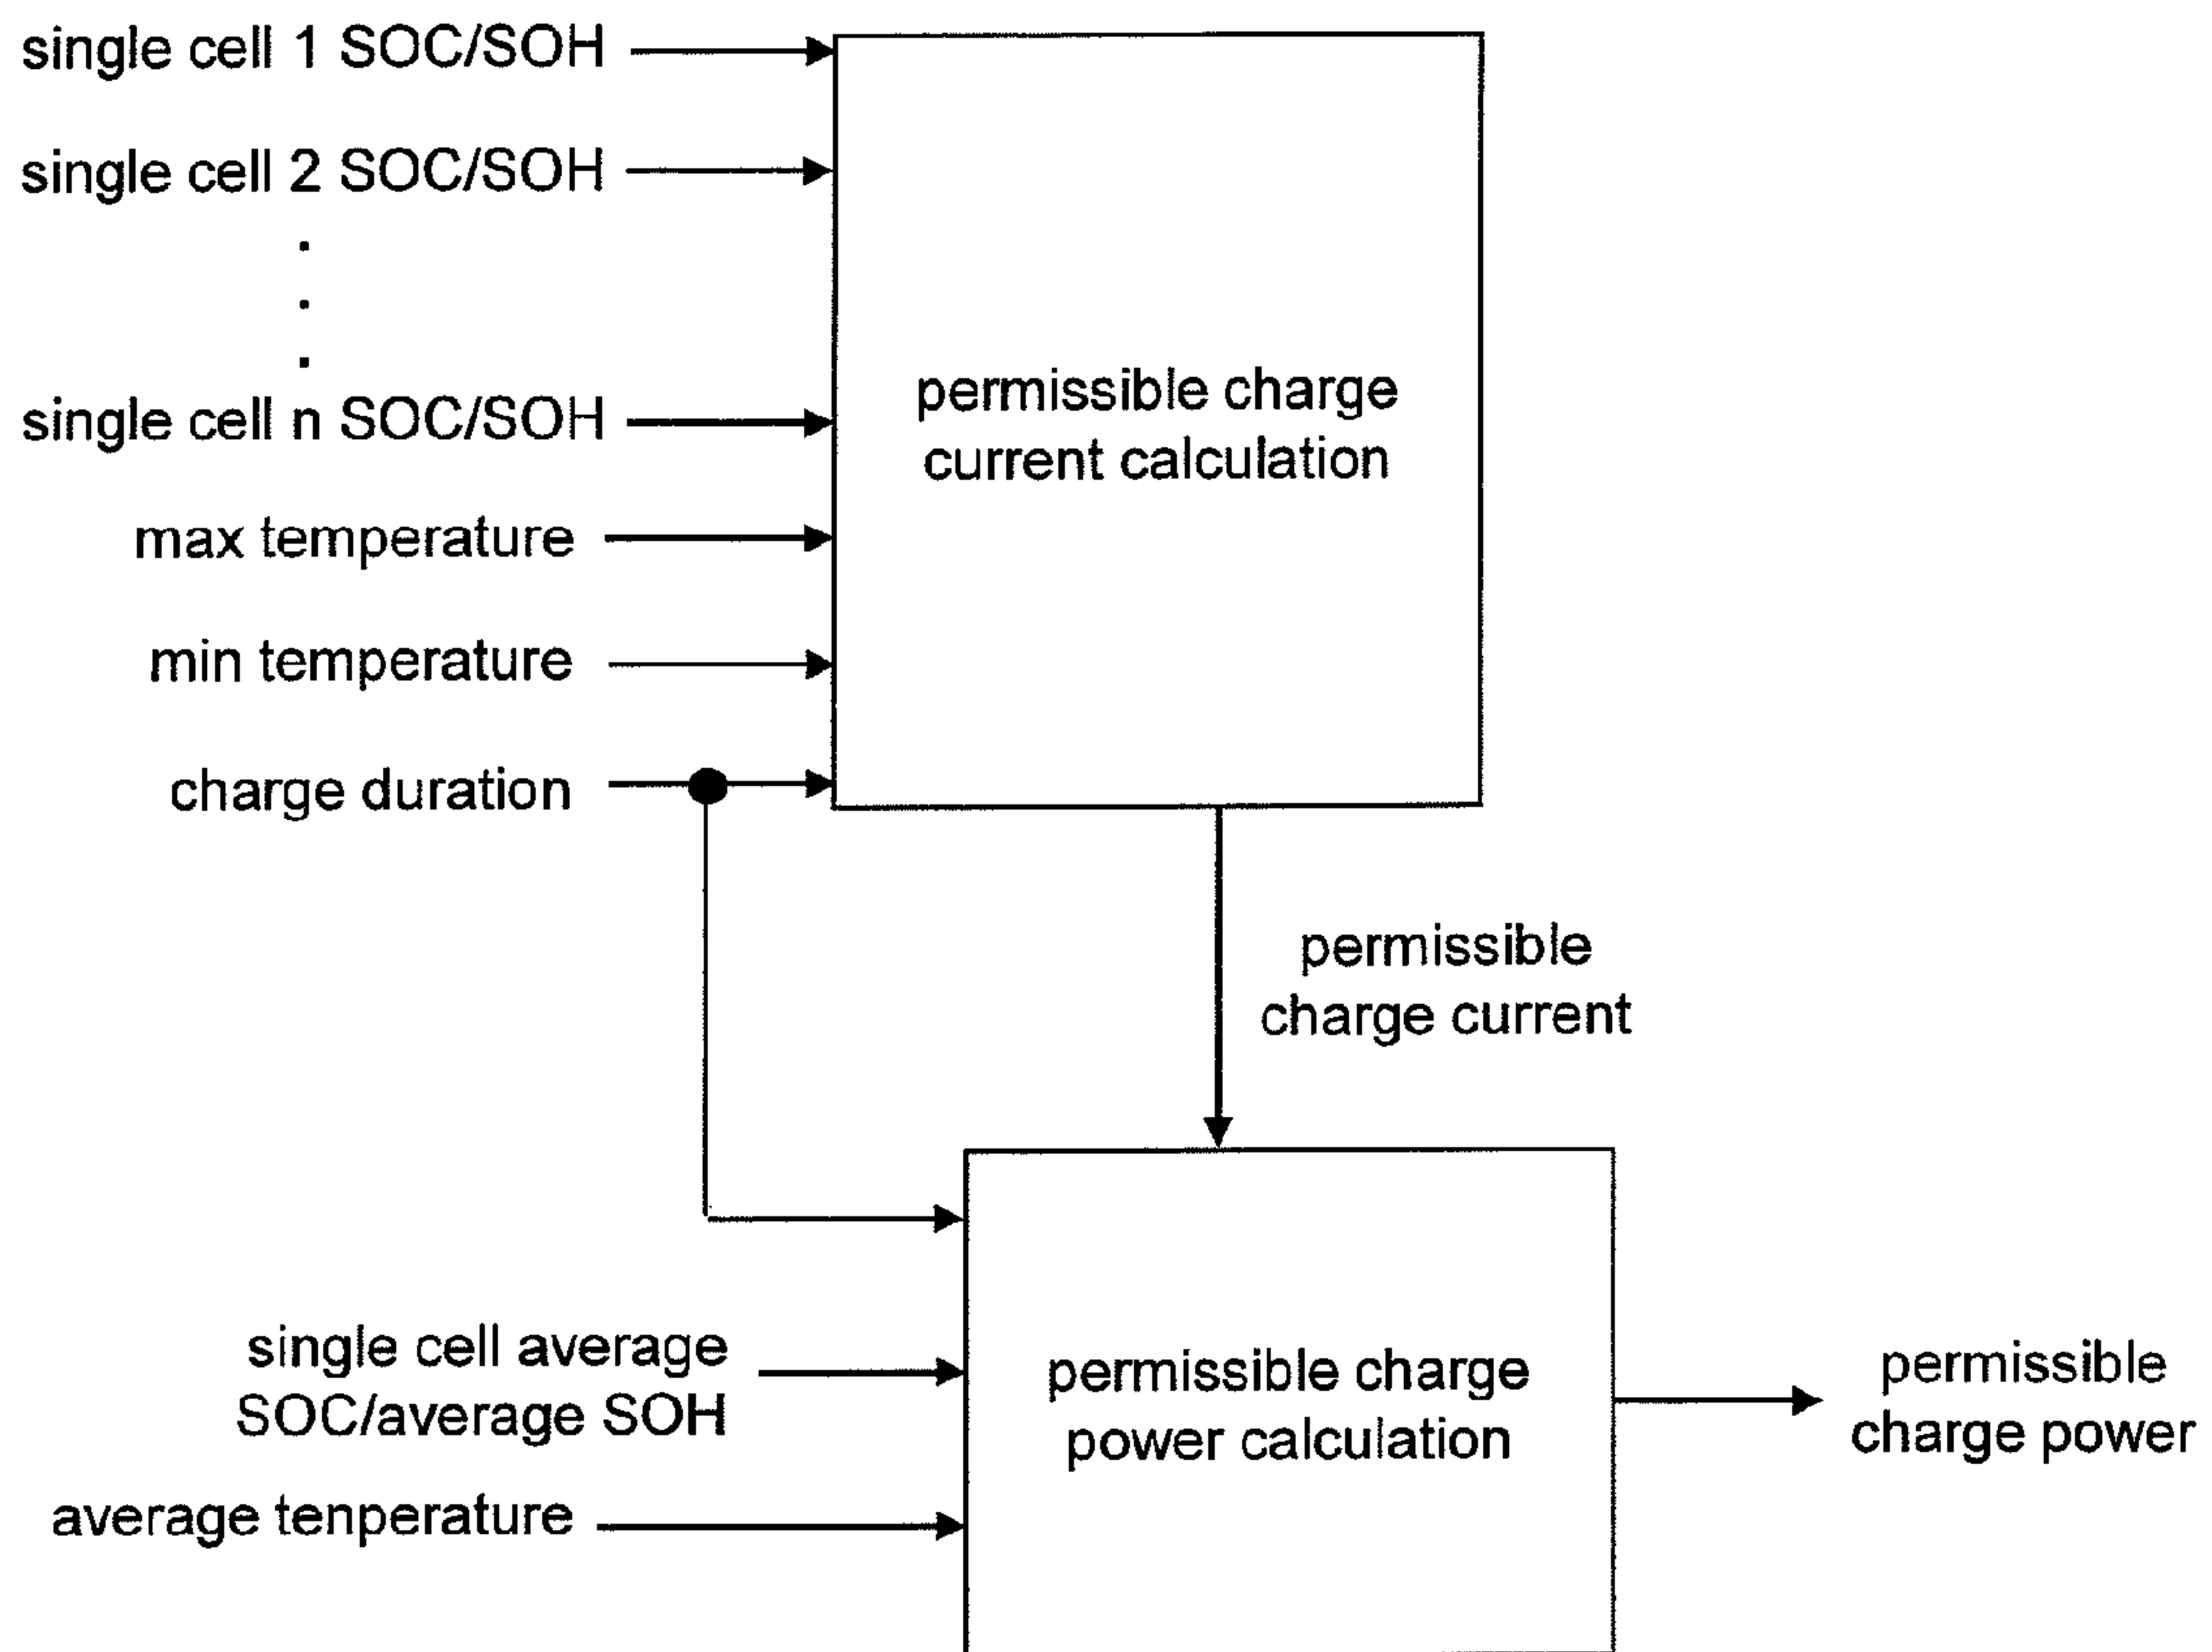 single cell 1 SOC/SOH
single cell 2 SOC/SOH
.
.
.
single cell n SOC/SOH
max temperature
min temperature
charge duration
permissible charge
current calculation
permissible
charge current
single cell average
SOC/average SOH
average tenperature
permissible charge
power calculation
permissible
charge power